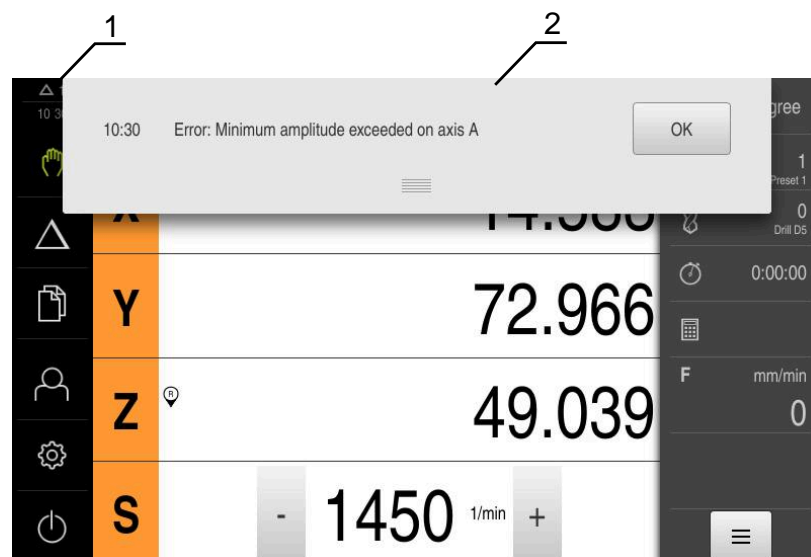 1
2
10:30
Error: Minimum amplitude exceeded on axis A
OK
1
Preset 1
X
0
Drill D5
Y
72.966
0:00:00
Z
R
49.039
F
mm/min
0
S
-
1450
1/min
+